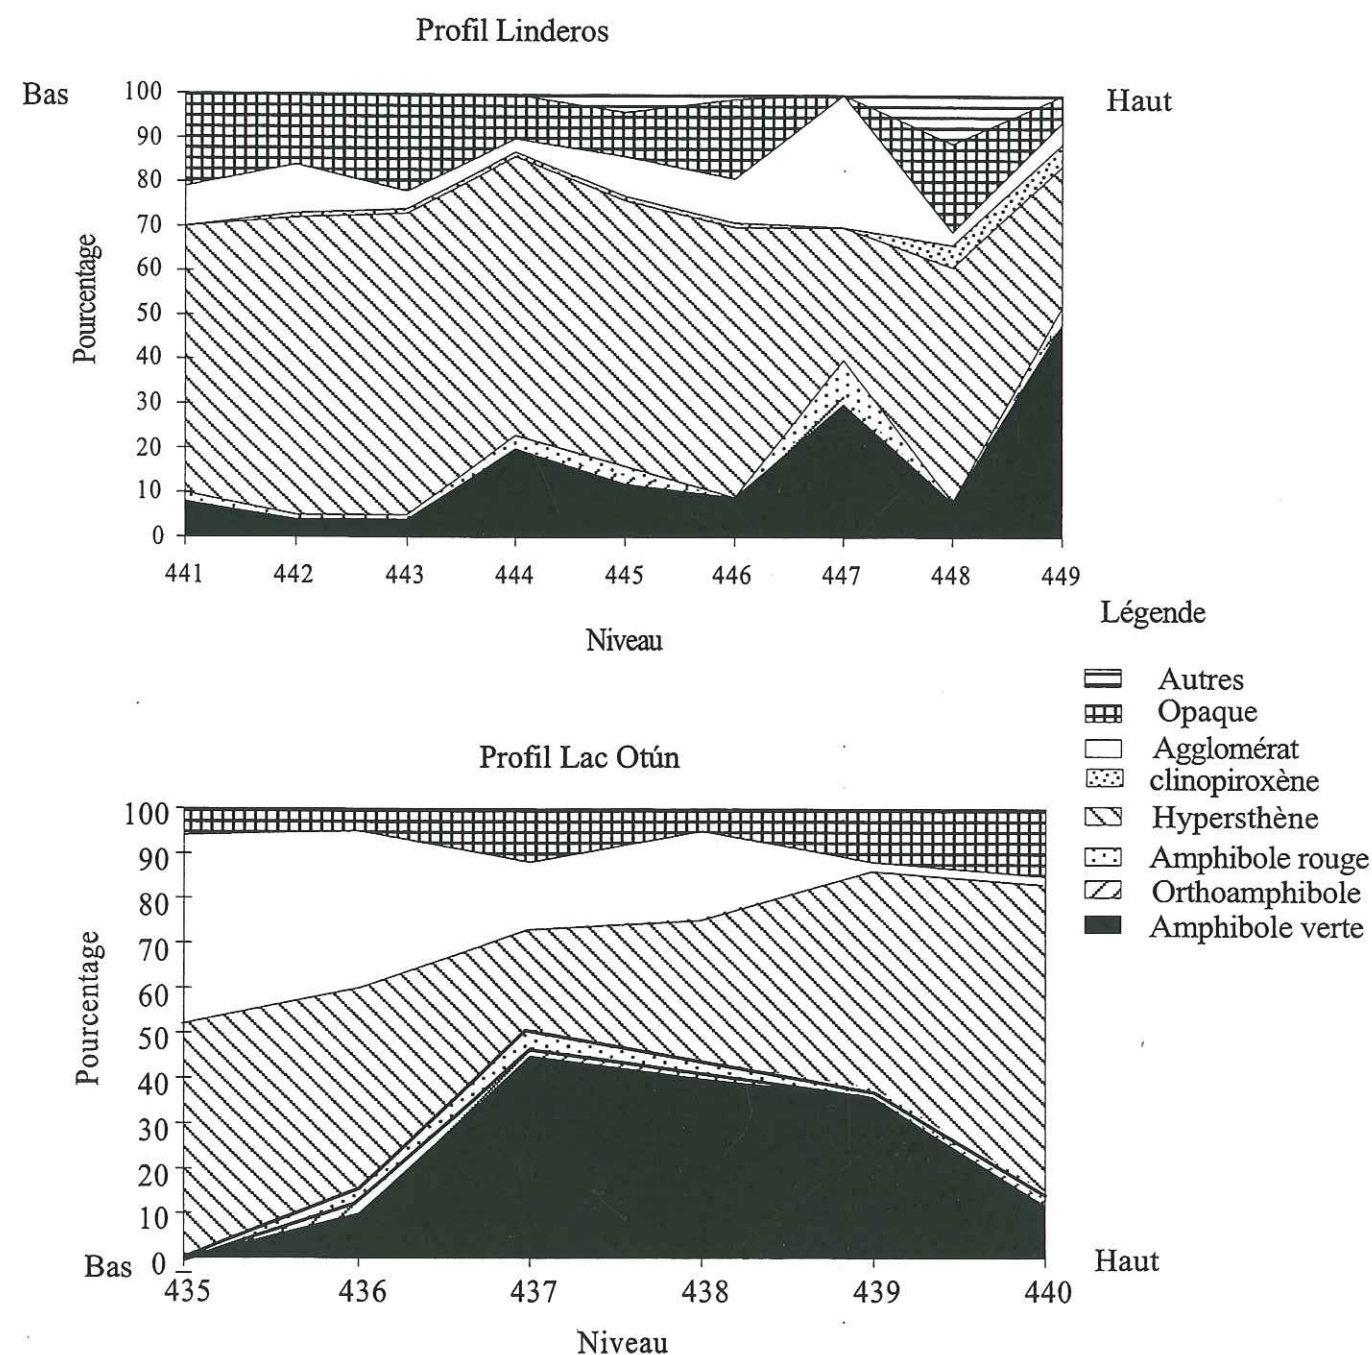 Profil Linderos
Bas
Haut
Pourcentage
100
90
80
70
60
50
40
30
20
10
0
441 442 443 444 445 446 447 448 449
Niveau
Légende
Autres
Opaque
Agglomérat
clinopiroxène
Hypersthène
Amphibole rouge
Orthoamphibole
Amphibole verte
Profil Lac Otún
Pourcentage
100
90
80
70
60
50
40
30
20
10
0
Bas
Haut
435 436 437 438 439 440
Niveau